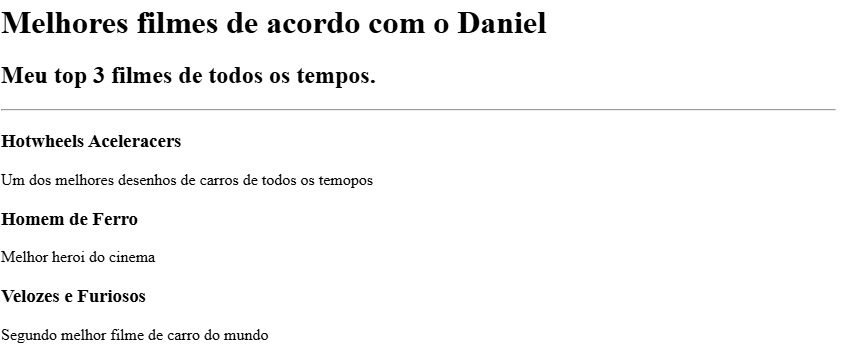 Melhores filmes de acordo com o Daniel
Meu top 3 filmes de todos os tempos.
Hotwheels Aceleracers
Um dos melhores desenhos de carros de todos os temopos
Homem de Ferro
Melhor heroi do cinema
Velozes e Furiosos
Segundo melhor filme de carro do mundo